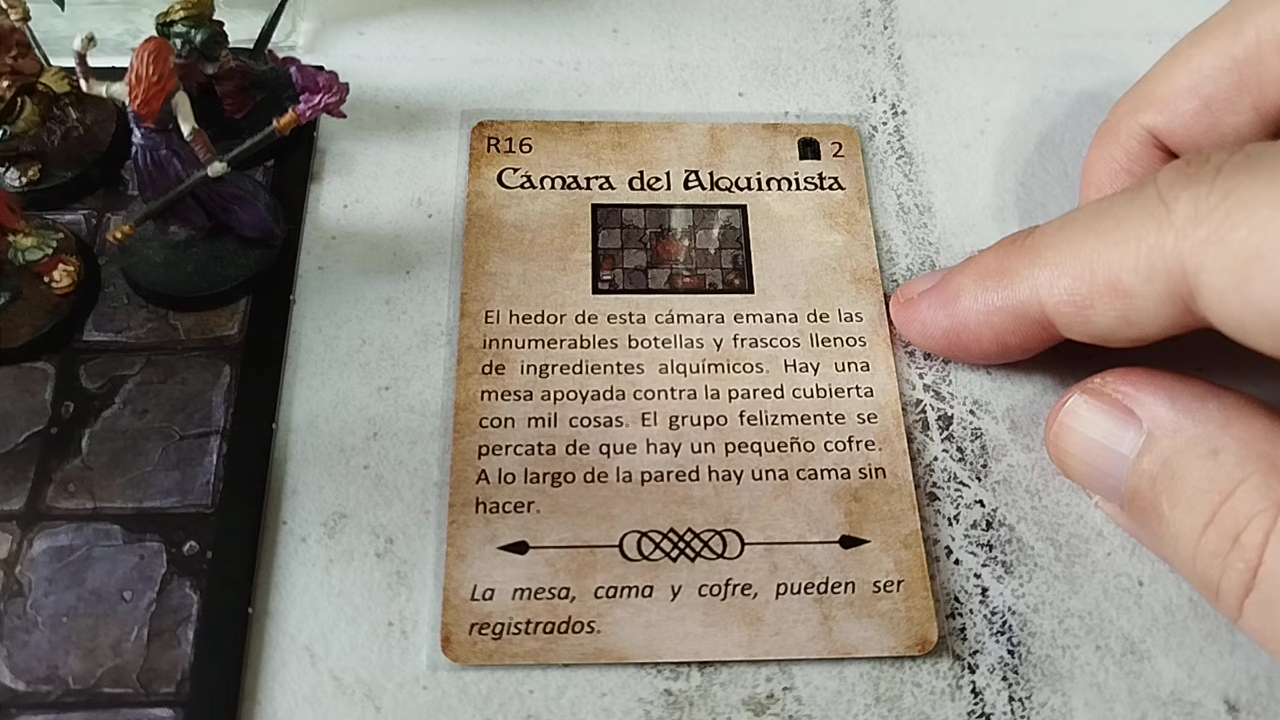 R16
2
Cámara del Alquimista
El hedor de esta cámara emana de las
innumerables botellas y frascos llenos
de ingredientes alquímicos. Hay una
mesa apoyada contra la pared cubierta
con mil cosas. El grupo felizmente se
percata de que hay un pequeño cofre.
A lo largo de la pared hay una cama sin
hacer.
La mesa, cama y cofre, pueden ser
registrados.